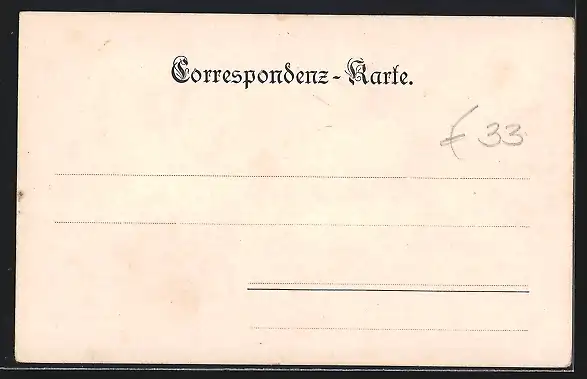 Correspondenz-Karte.
€ 33